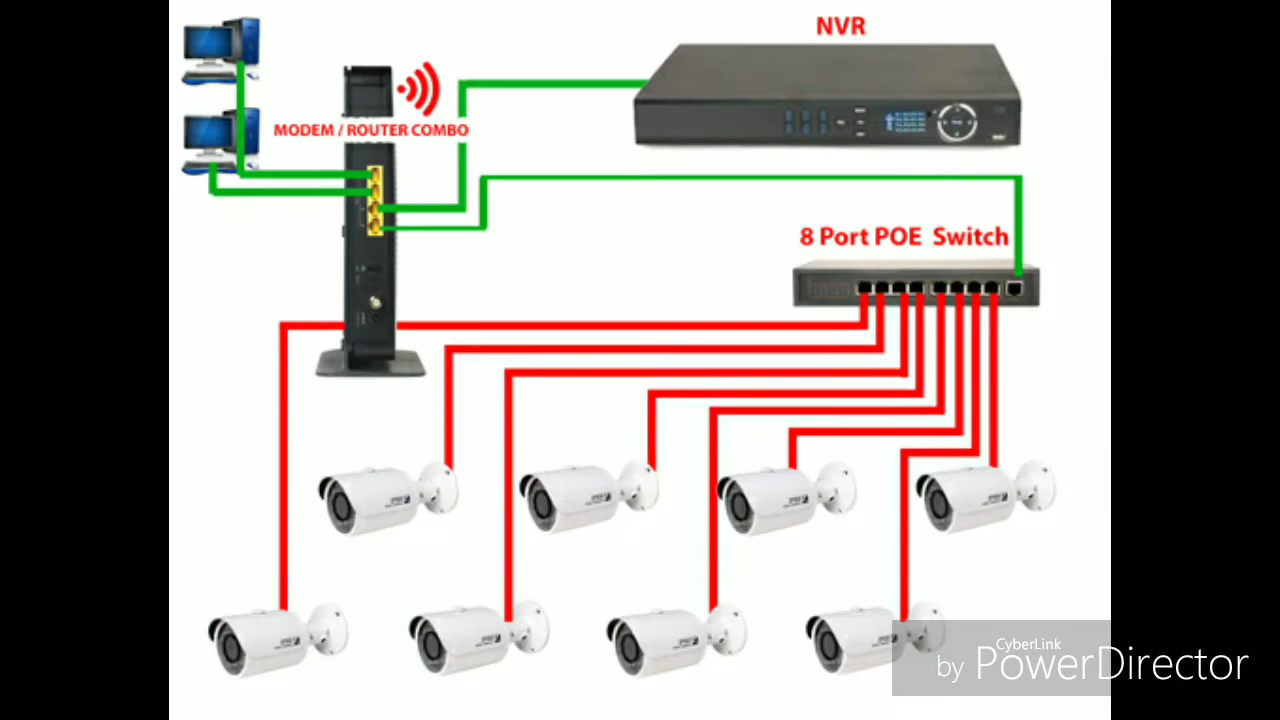 NVR
MODEM / ROUTER COMBO
8 Port POE Switch
CyberLink
by PowerDirector